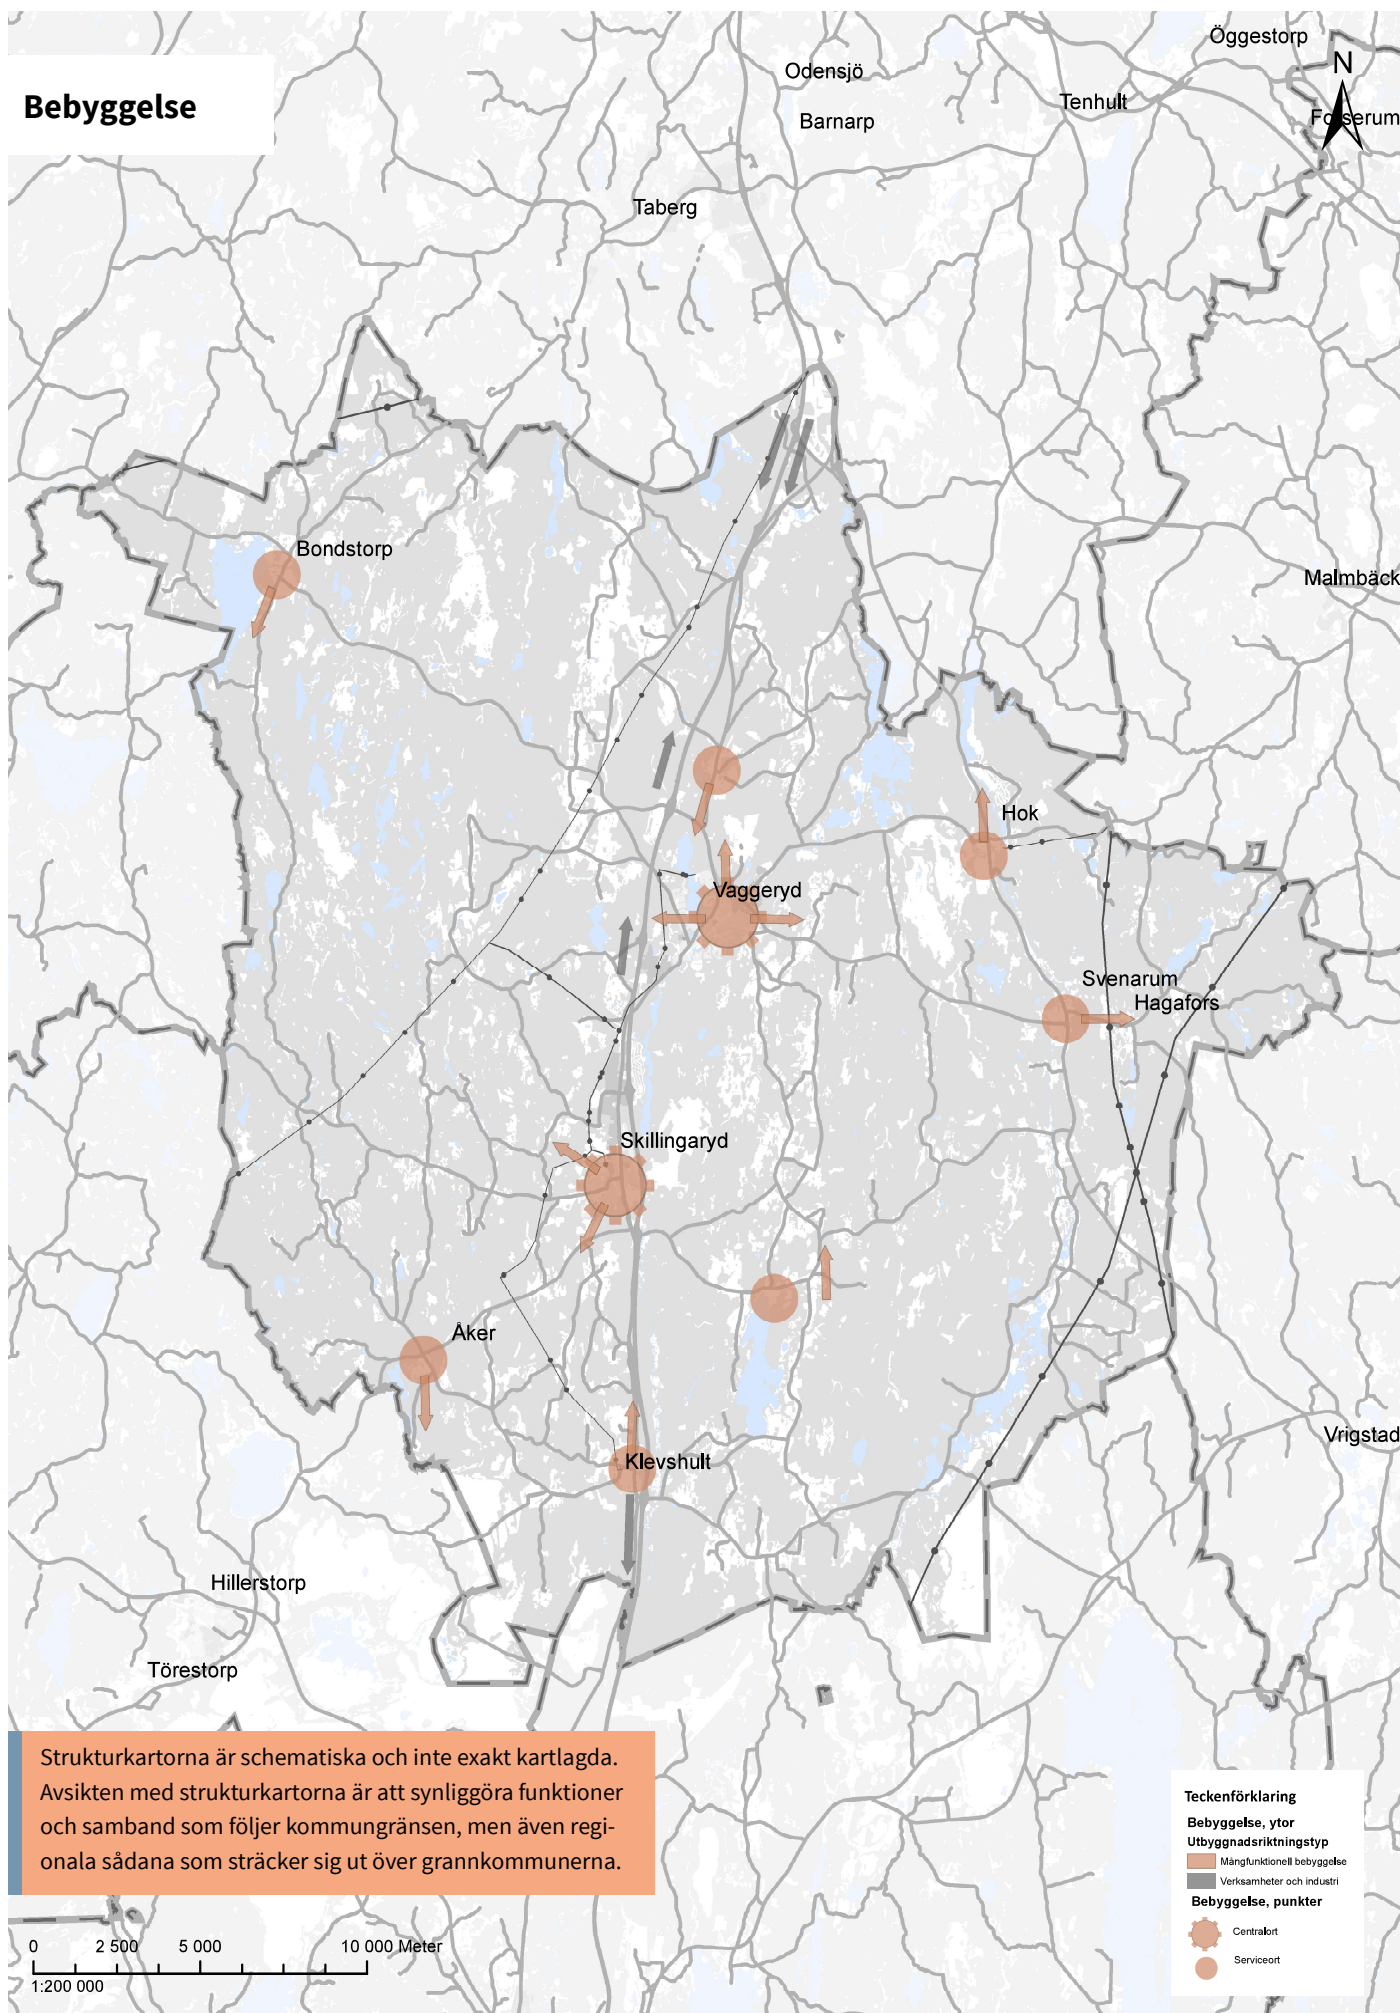 Bebyggelse
Öggestorp
Odensjö
Tenhult
N
Barnarp
Forserum
Taberg
Bondstorp
Malmbäck
Hok
Vaggeryd
Svenarum
Hagafors
Skillingaryd
Åker
Klevshult
Vrigstad
Hillerstorp
Törestorp
Strukturkartorna är schematiska och inte exakt kartlagda.
Avsikten med strukturkartorna är att synliggöra funktioner
och samband som följer kommungränsen, men även regi-
onala sådana som sträcker sig ut över grannkommunerna.
Teckenförklaring
Bebyggelse, ytor
Utbyggnadsriktningstyp
Mångfunktionell bebyggelse
Verksamheter och industri
Bebyggelse, punkter
Centralort
Serviceort
0 2 500 5 000 10 000 Meter
1:200 000